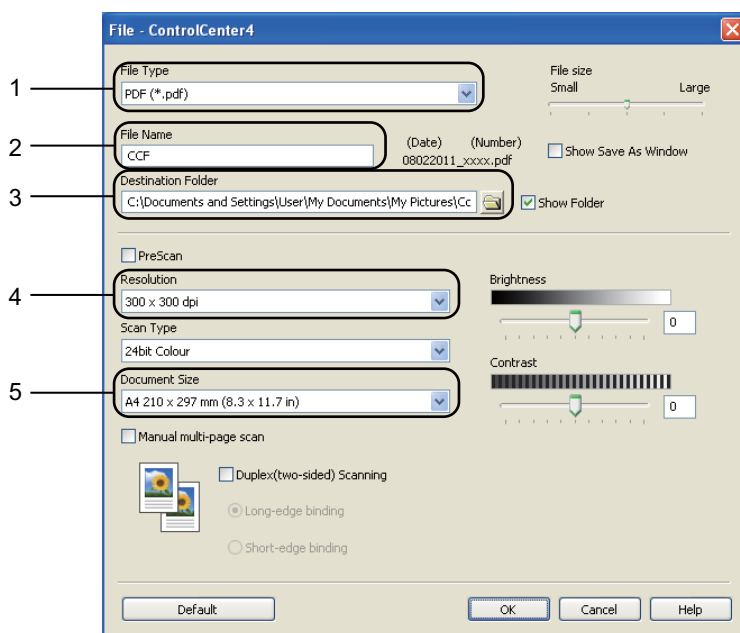 File - ControlCenter4
1
File Type
PDF (*.pdf)
File size
Small Large
2
File Name
CCF
(Date) (Number)
08022011_xxxx.pdf
Show Save As Window
3
Destination Folder
C:\Documents and Settings\User\My Documents\My Pictures\Cc
Show Folder
PreScan
4
Resolution
300 x 300 dpi
Brightness
0
Scan Type
24bit Colour
Contrast
0
5
Document Size
A4 210 x 297 mm (8.3 x 11.7 in)
Manual multi-page scan
Duplex(two-sided) Scanning
Long-edge binding
Short-edge binding
Default OK Cancel Help